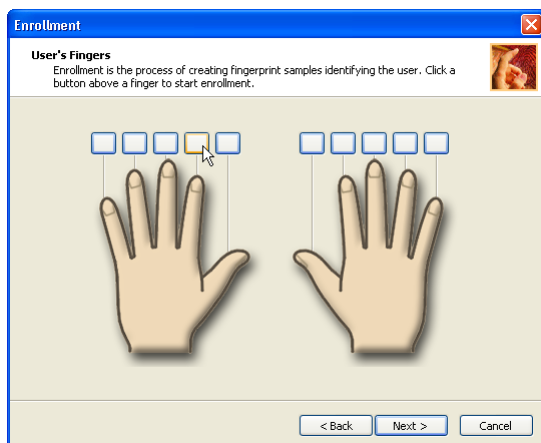 Enrollment
User's Fingers
Enrollment is the process of creating fingerprint samples identifying the user. Click a
button above a finger to start enrollment.
< Back Next > Cancel